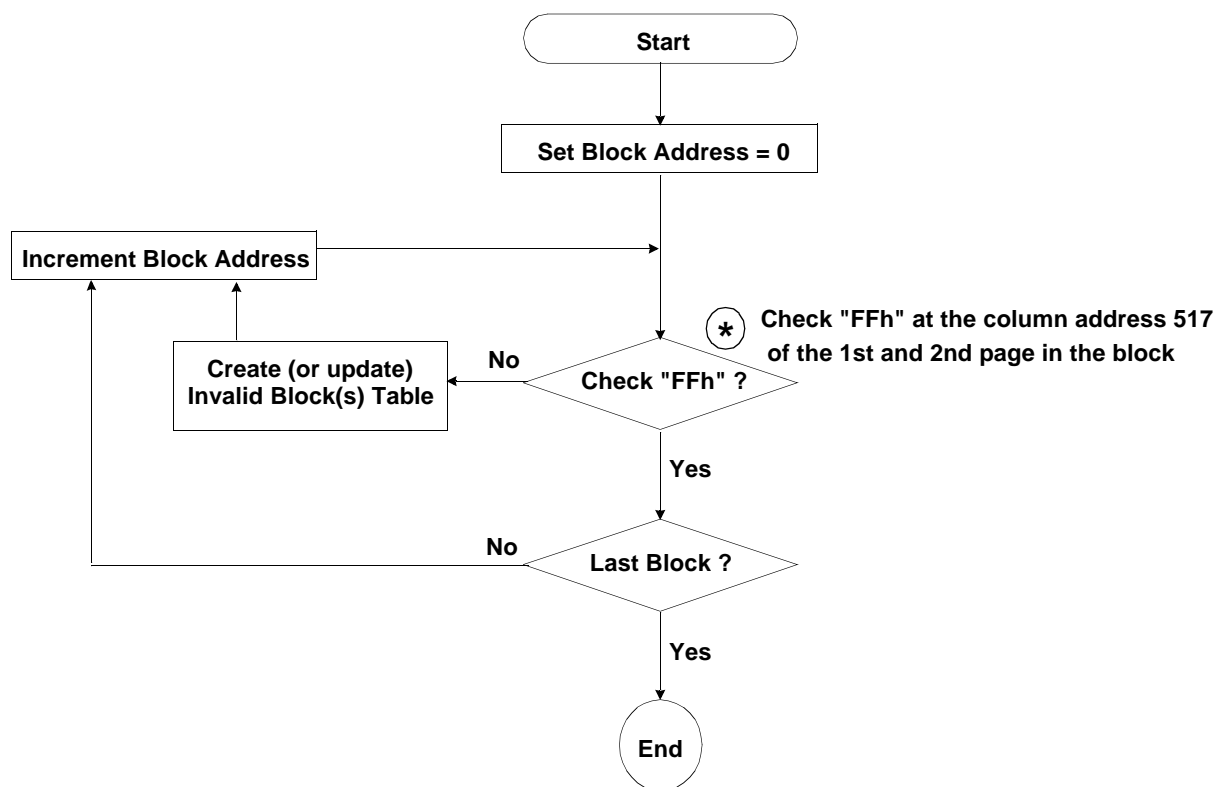 Start
Set Block Address = 0
Increment Block Address
* Check "FFh" at the column address 517
of the 1st and 2nd page in the block
No
Create (or update)
Invalid Block(s) Table
Check "FFh" ?
Yes
No
Last Block ?
Yes
End